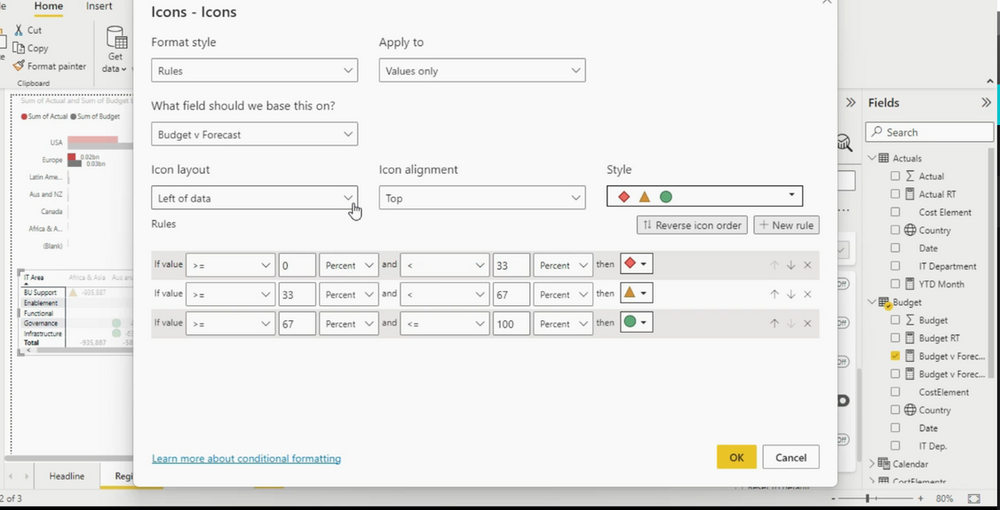 Home Insert
Cut
Copy
Format painter
Clipboard
Get
data
Icons - Icons
Format style
Apply to
Rules
Values only
What field should we base this on?
Budget v Forecast
Icon layout
Icon alignment
Style
Left of data
Top
Rules
Reverse icon order
New rule
If value >= 0 Percent and < 33 Percent then
If value >= 33 Percent and < 67 Percent then
If value >= 67 Percent and <= 100 Percent then
Learn more about conditional formatting
OK
Cancel
Sum of Actual and Sum of Budget
Sum of Actual Sum of Budget
USA
Europe
0.02bn
0.03bn
Latin Ame...
Aus and NZ
Canada
Africa & A...
(Blank)
IT Area Africa & Asia Aus an
BU Support -935,887
Enablement
Functional
Governance
Infrastructure
Total -935,887
Headline
Regi
2 of 3
Fields
Search
Actuals
Actual
Actual RT
Cost Element
Country
Date
IT Department
YTD Month
Budget
Budget
Budget RT
Budget v Forec...
Budget v Forec...
CostElement
Country
Date
IT Dep.
Calendar
CostElements
80%